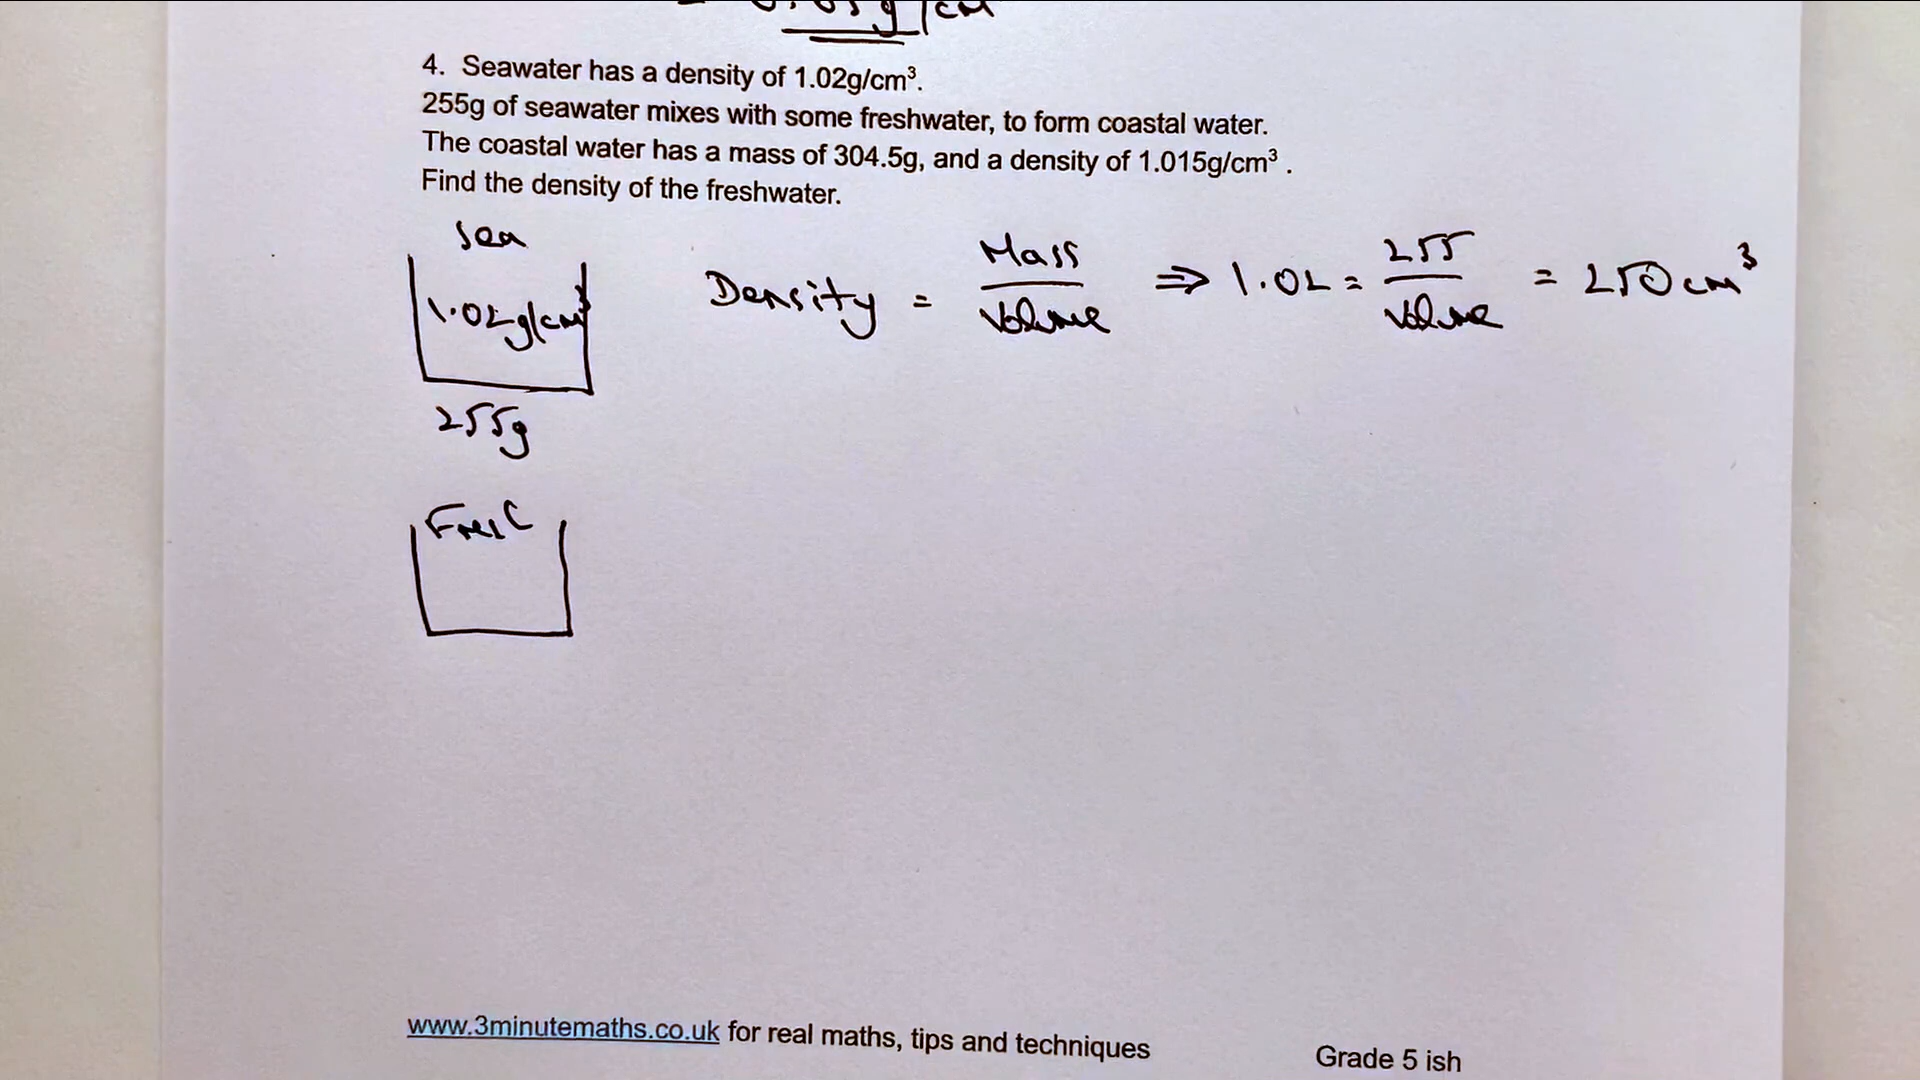 4. Seawater has a density of 1.02g/cm³.
255g of seawater mixes with some freshwater, to form coastal water.
The coastal water has a mass of 304.5g, and a density of 1.015g/cm³ .
Find the density of the freshwater.
Sea
1.02g/cm³
255g
Density = Mass / Volume ⇒ 1.02 = 255 / Volume = 250cm³
www.3minutemaths.co.uk for real maths, tips and techniques
Grade 5 ish